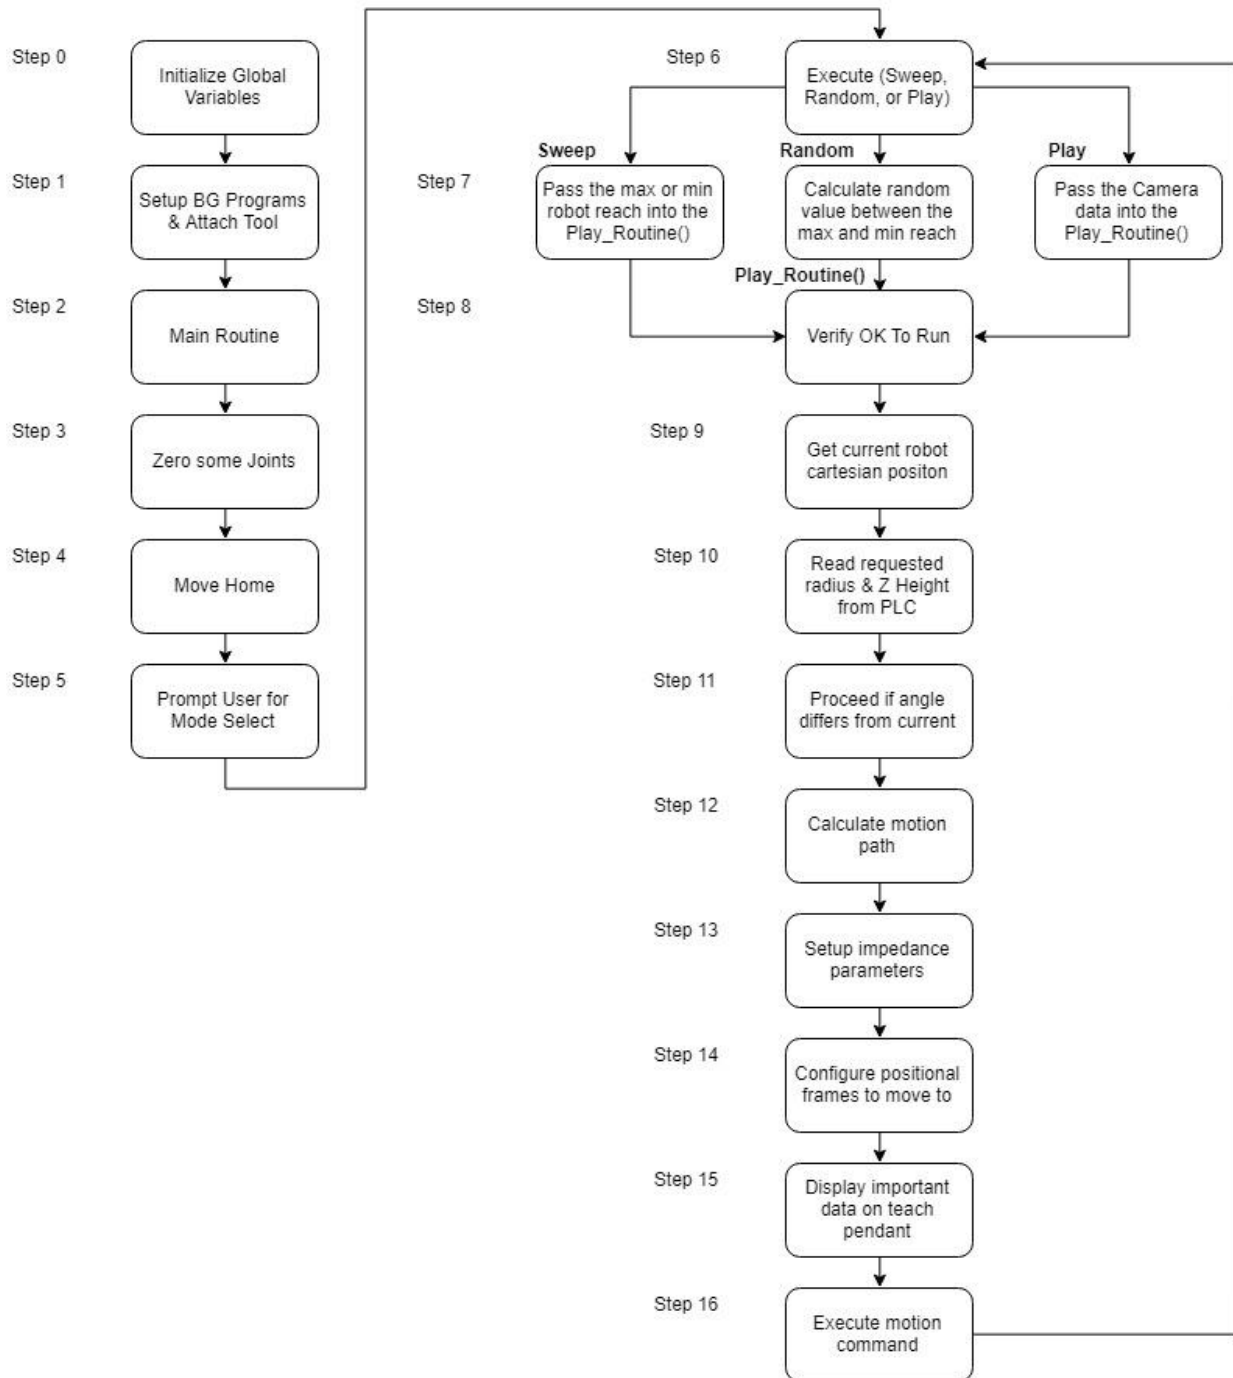 Step 0
Initialize Global
Variables
Step 1
Setup BG Programs
& Attach Tool
Step 2
Main Routine
Step 3
Zero some Joints
Step 4
Move Home
Step 5
Prompt User for
Mode Select
Step 6
Execute (Sweep,
Random, or Play)
Step 7
Sweep
Pass the max or min
robot reach into the
Play_Routine()
Random
Calculate random
value between the
max and min reach
Play
Pass the Camera
data into the
Play_Routine()
Play_Routine()
Step 8
Verify OK To Run
Step 9
Get current robot
cartesian positon
Step 10
Read requested
radius & Z Height
from PLC
Step 11
Proceed if angle
differs from current
Step 12
Calculate motion
path
Step 13
Setup impedance
parameters
Step 14
Configure positional
frames to move to
Step 15
Display important
data on teach
pendant
Step 16
Execute motion
command